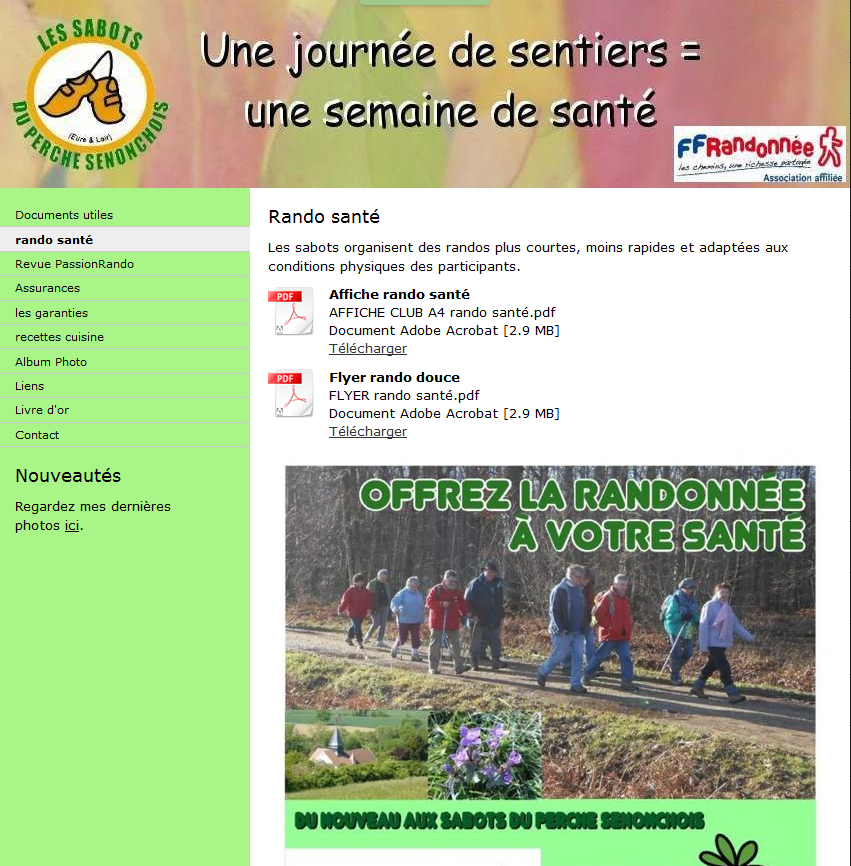 LES SABOTS
(Eure & Loir)
DU PERCHE SENONCHOIS
Une journée de sentiers =
une semaine de santé
FFRandonnée
les chemins, une richesse partagée
Association affiliée
Documents utiles
rando santé
Revue PassionRando
Assurances
les garanties
recettes cuisine
Album Photo
Liens
Livre d'or
Contact
Nouveautés
Regardez mes dernières
photos ici.
Rando santé
Les sabots organisent des randos plus courtes, moins rapides et adaptées aux
conditions physiques des participants.
PDF
Affiche rando santé
AFFICHE CLUB A4 rando santé.pdf
Document Adobe Acrobat [2.9 MB]
Télécharger
PDF
Flyer rando douce
FLYER rando santé.pdf
Document Adobe Acrobat [2.9 MB]
Télécharger
OFFREZ LA RANDONNÉE
À VOTRE SANTÉ
DU NOUVEAU AUX SABOTS DU PERCHE SENONCHOIS